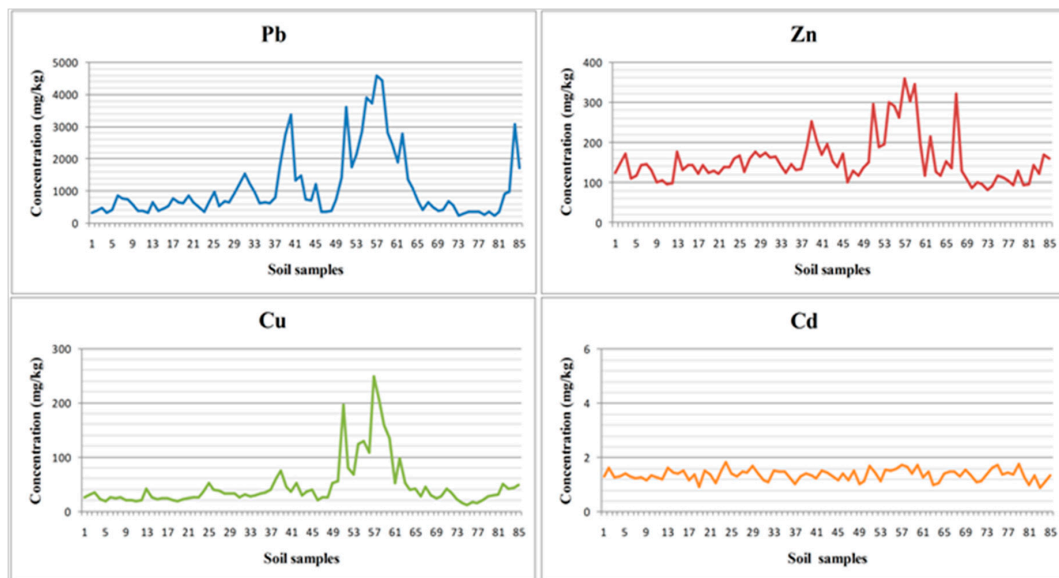 Pb
Concentration (mg/kg)
5000
4000
3000
2000
1000
0
1 5 9 13 17 21 25 29 33 37 41 45 49 53 57 61 65 69 73 77 81 85
Soil samples
Zn
Concentration (mg/kg)
400
300
200
100
0
1 5 9 13 17 21 25 29 33 37 41 45 49 53 57 61 65 69 73 77 81 85
Soil samples
Cu
Concentration (mg/kg)
300
200
100
0
1 5 9 13 17 21 25 29 33 37 41 45 49 53 57 61 65 69 73 77 81 85
Soil samples
Cd
Concentration (mg/kg)
6
4
2
0
1 5 9 13 17 21 25 29 33 37 41 45 49 53 57 61 65 69 73 77 81 85
Soil samples